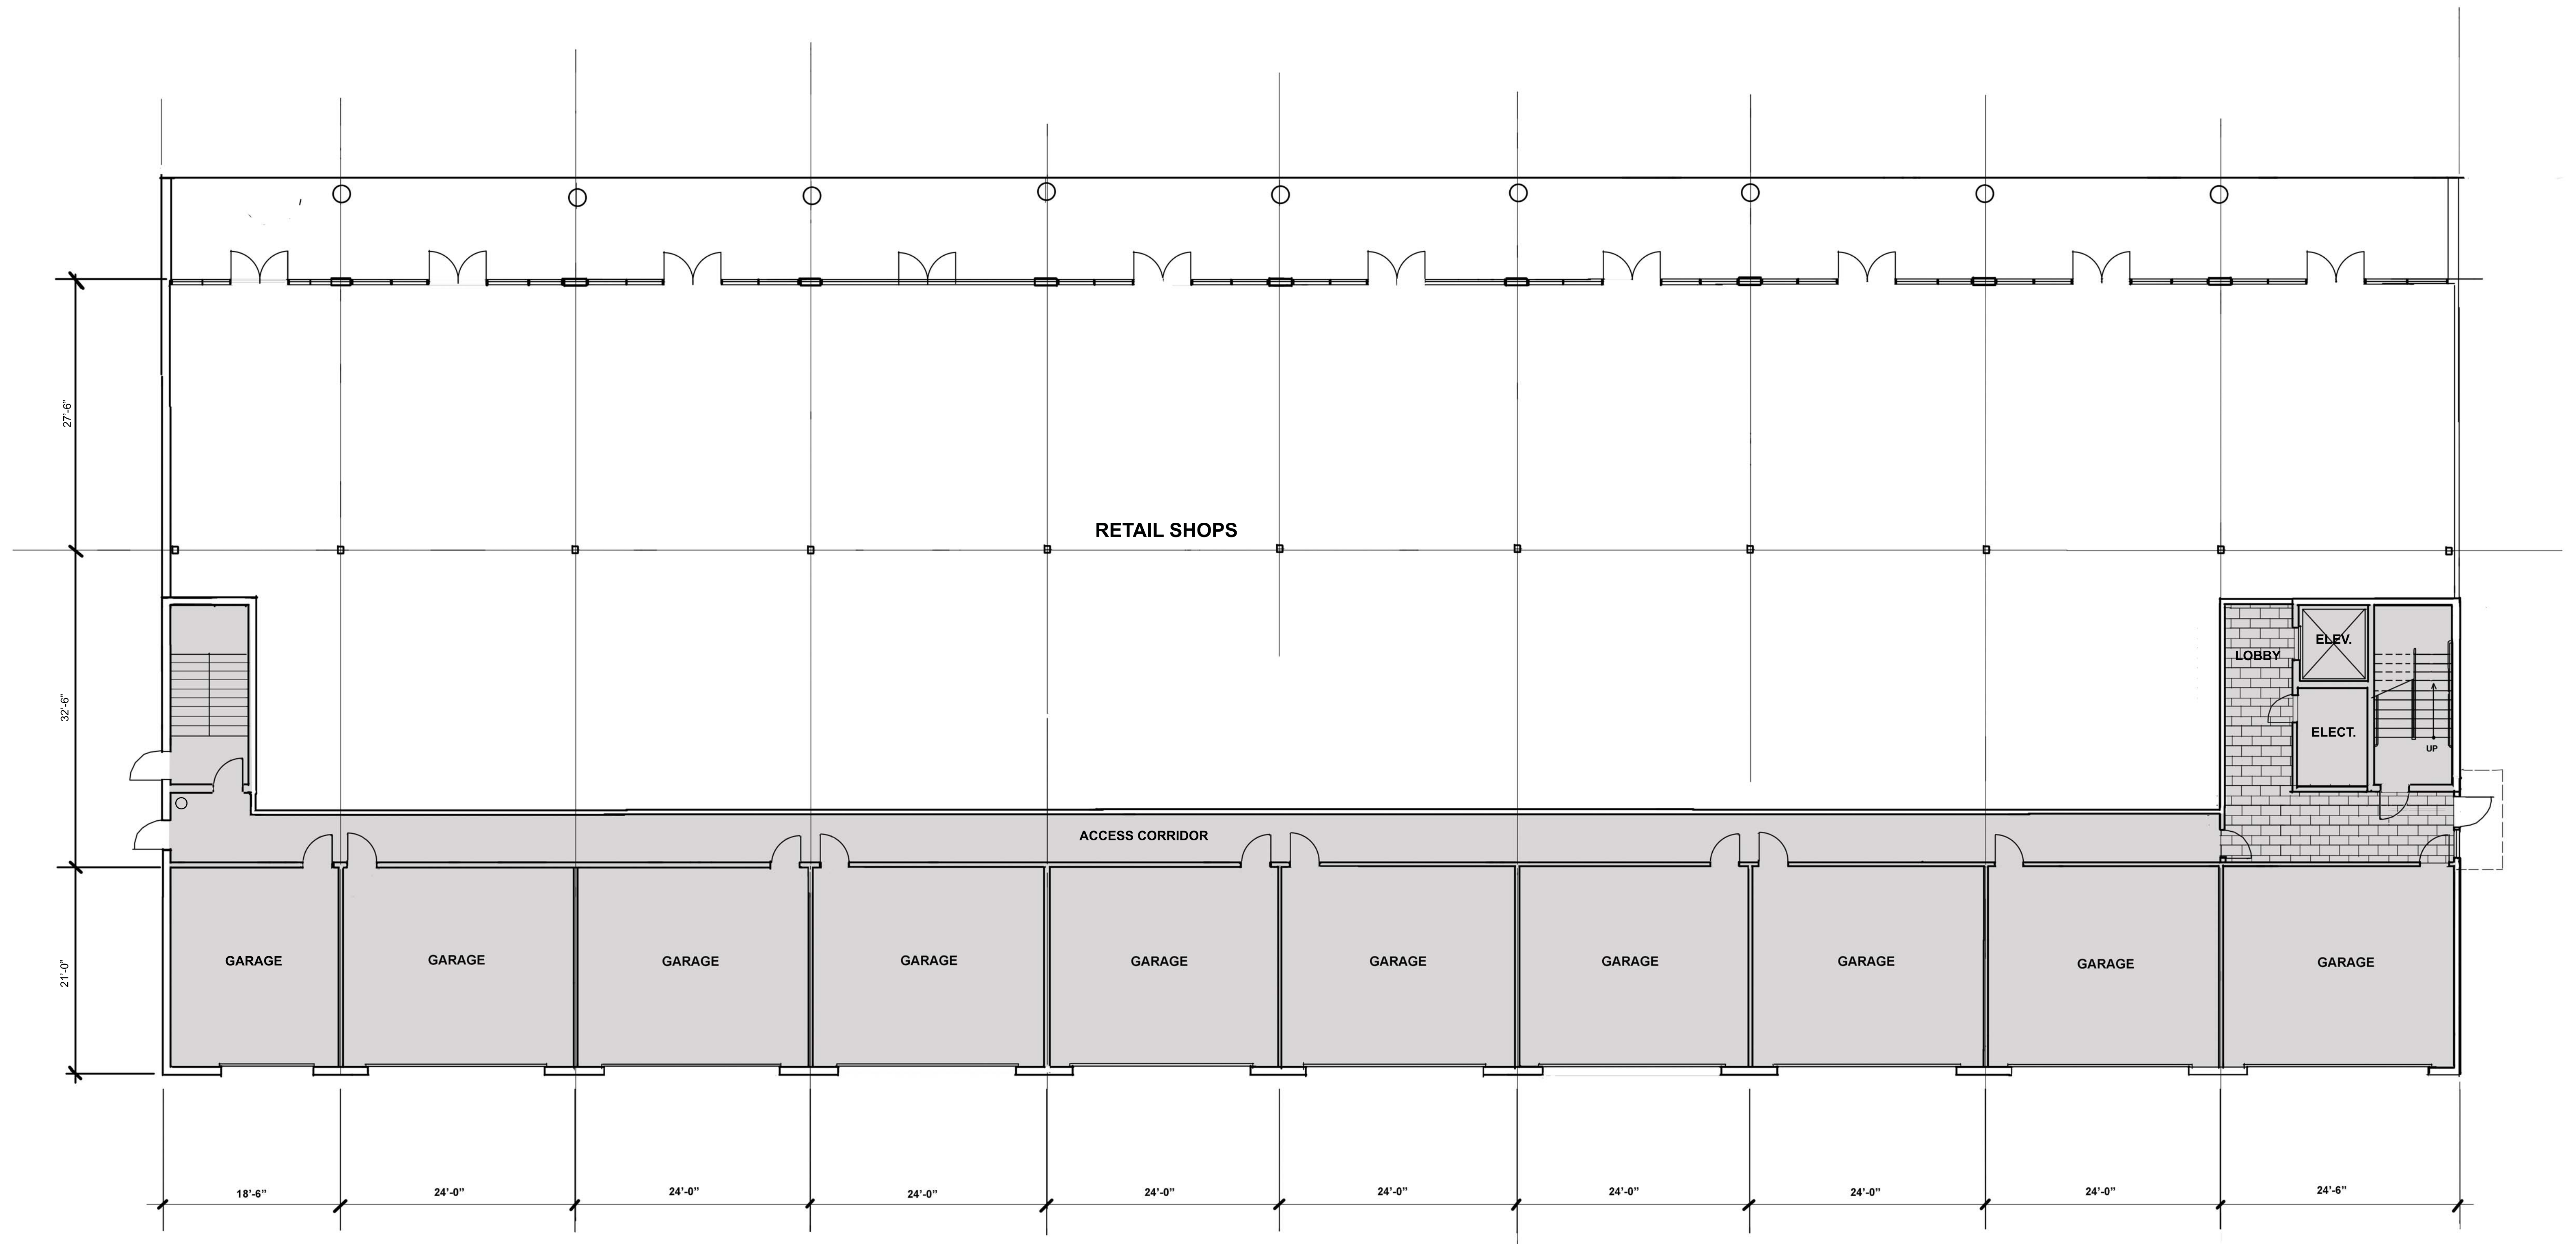 27'-6"
RETAIL SHOPS
32'-6"
LOBBY
ELEV.
ELECT.
UP
ACCESS CORRIDOR
21'-0"
GARAGE
GARAGE
GARAGE
GARAGE
GARAGE
GARAGE
GARAGE
GARAGE
GARAGE
GARAGE
18'-6"
24'-0"
24'-0"
24'-0"
24'-0"
24'-0"
24'-0"
24'-0"
24'-0"
24'-6"